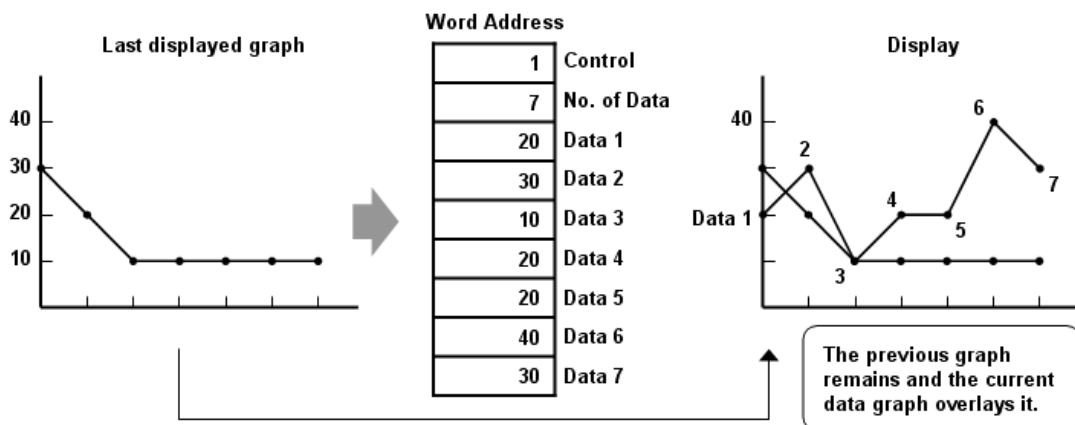 Last displayed graph
40
30
20
10
Word Address
1 Control
7 No. of Data
20 Data 1
30 Data 2
10 Data 3
20 Data 4
20 Data 5
40 Data 6
30 Data 7
Display
40
Data 1
2
3
4
5
6
7
The previous graph
remains and the current
data graph overlays it.